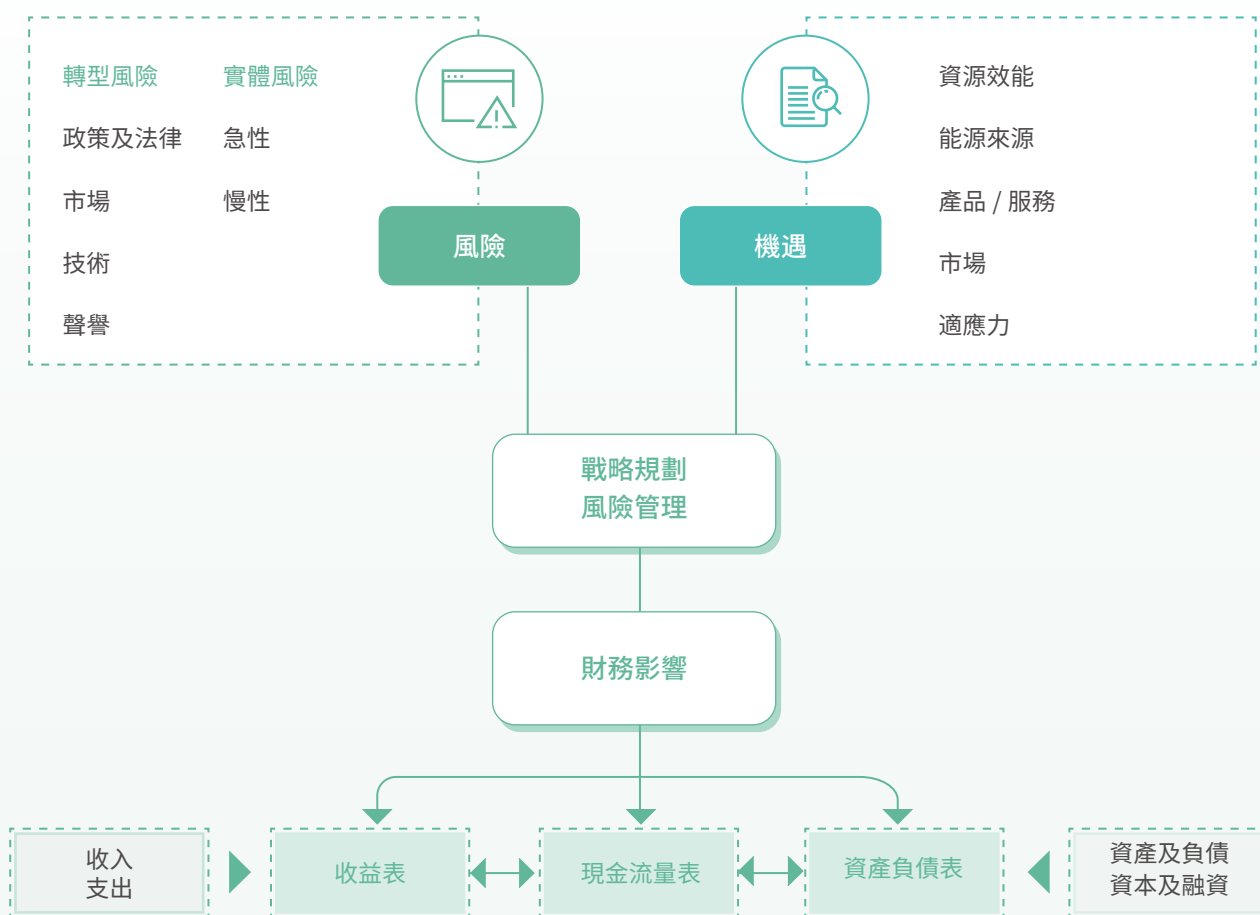 轉型風險
政策及法律
市場
技術
聲譽
實體風險
急性
慢性
風險
機遇
資源效能
能源來源
產品 / 服務
市場
適應力
戰略規劃
風險管理
財務影響
收入
支出
收益表
現金流量表
資產負債表
資產及負債
資本及融資